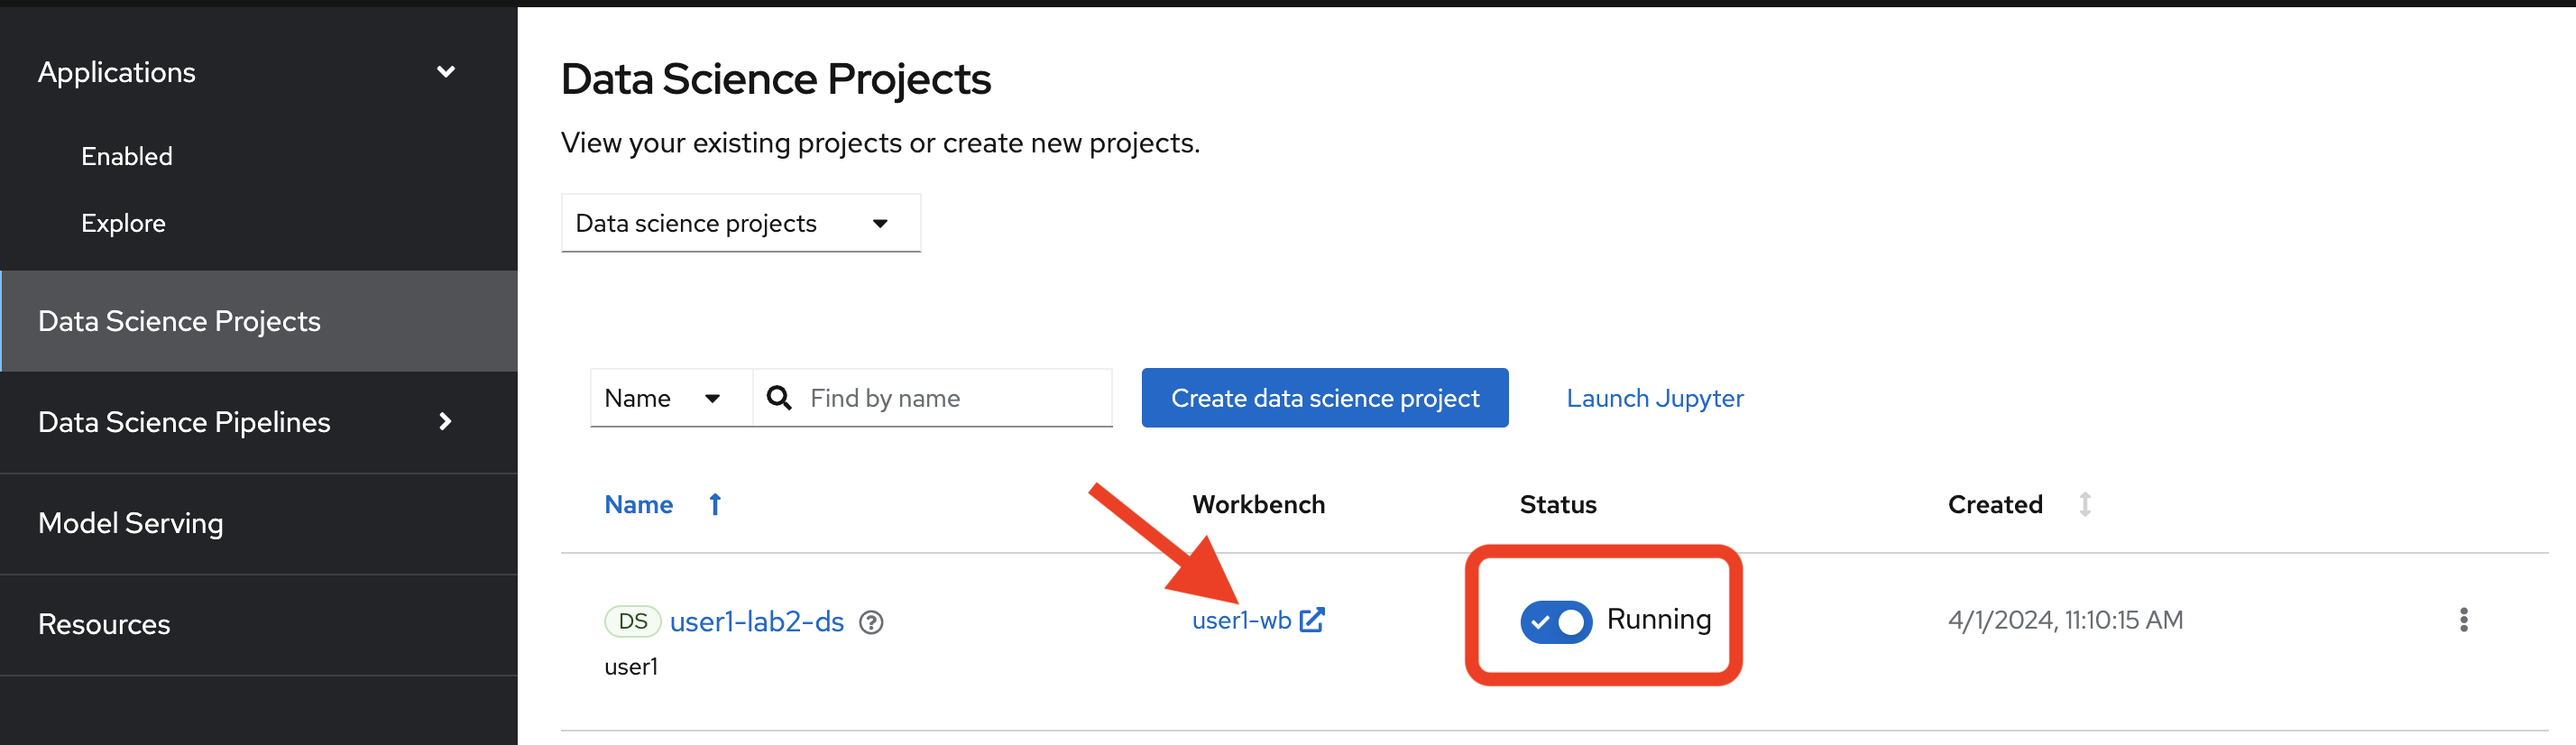 Applications
Enabled
Explore
Data Science Projects
Data Science Pipelines
Model Serving
Resources
Data Science Projects
View your existing projects or create new projects.
Data science projects
Name Find by name Create data science project Launch Jupyter
Name Workbench Status Created
DS user1-lab2-ds user1-wb Running 4/1/2024, 11:10:15 AM
user1